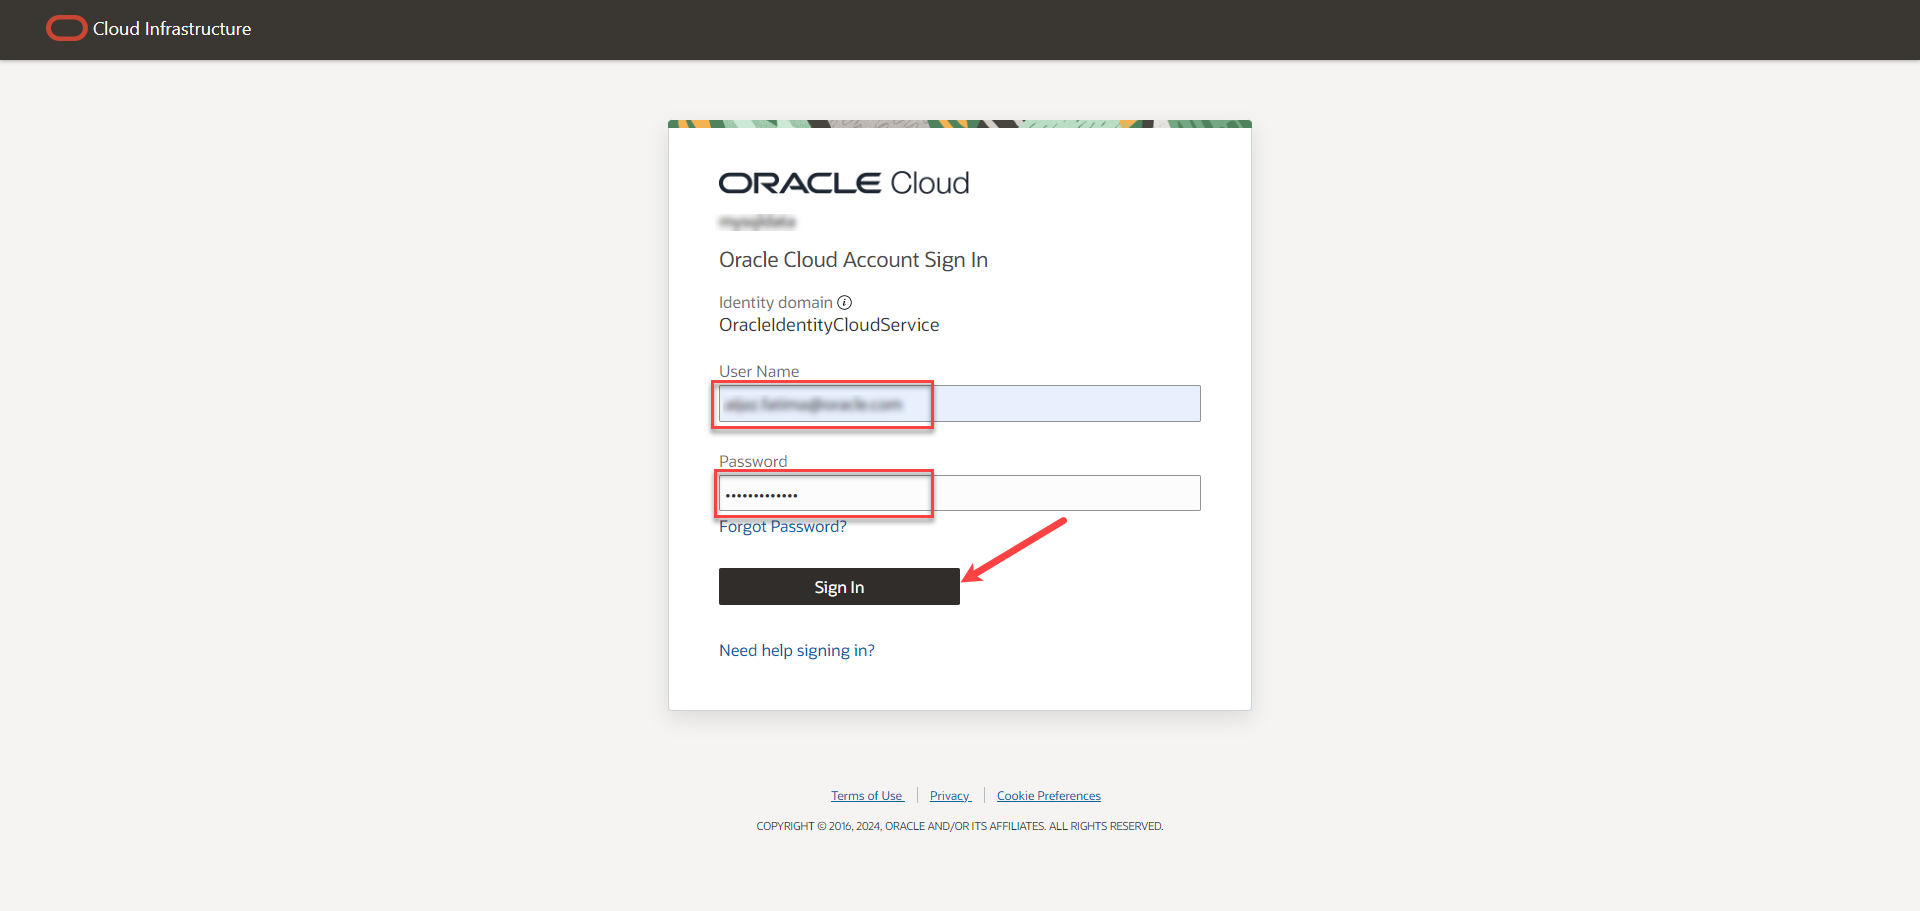 Cloud Infrastructure
ORACLE Cloud
Oracle Cloud Account Sign In
Identity domain
OracleIdentityCloudService
User Name
Password
•••••••••••••
Forgot Password?
Sign In
Need help signing in?
Terms of Use Privacy Cookie Preferences
COPYRIGHT © 2016, 2024, ORACLE AND/OR ITS AFFILIATES. ALL RIGHTS RESERVED.